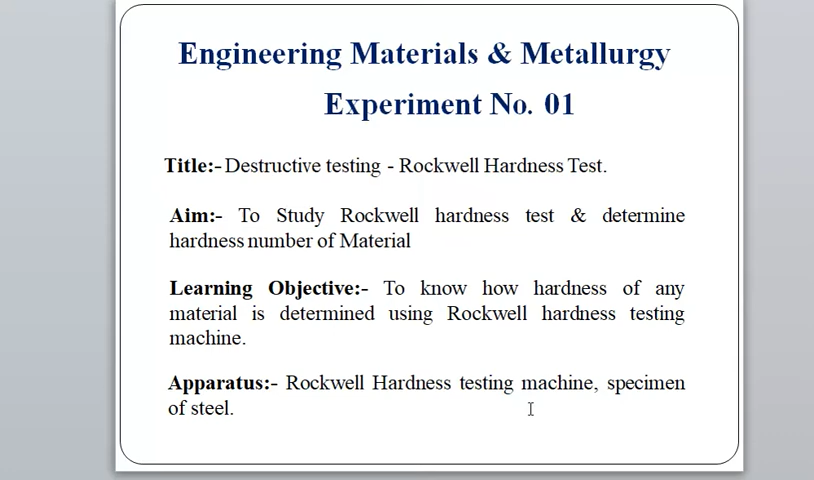 Engineering Materials & Metallurgy
Experiment No. 01
Title:- Destructive testing - Rockwell Hardness Test.
Aim:- To Study Rockwell hardness test & determine
hardness number of Material
Learning Objective:- To know how hardness of any
material is determined using Rockwell hardness testing
machine.
Apparatus:- Rockwell Hardness testing machine, specimen
of steel.